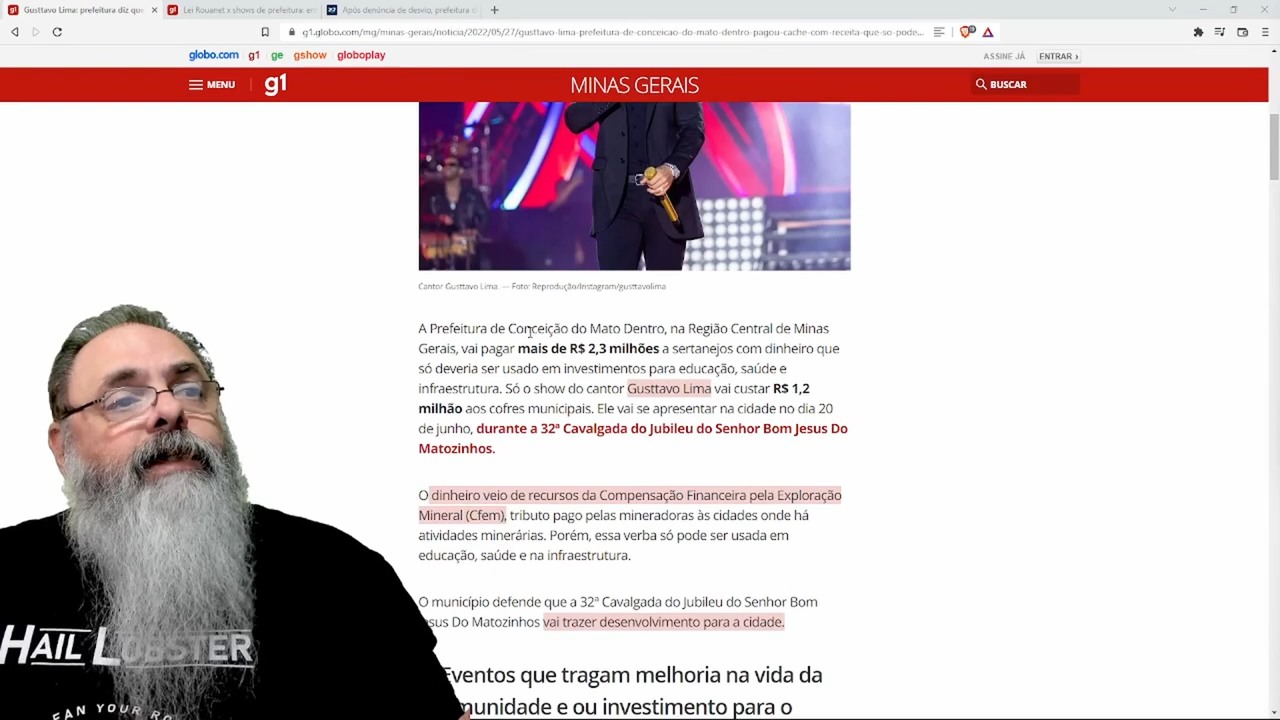 Gusttavo Lima: prefeitura diz que
Lei Rouanet x shows de prefeitura: en
Após denúncia de desvio, prefeitura d
g1.globo.com/mg/minas-gerais/noticia/2022/05/27/gusttavo-lima-prefeitura-de-conceicao-do-mato-dentro-pagou-cache-com-receita-que-so-pode...
globo.com g1 ge gshow globoplay
ASSINE JÁ ENTRAR ›
MENU g1 MINAS GERAIS BUSCAR
Cantor Gusttavo Lima. — Foto: Reprodução/Instagram/gusttavolima
A Prefeitura de Conceição do Mato Dentro, na Região Central de Minas
Gerais, vai pagar mais de R$ 2,3 milhões a sertanejos com dinheiro que
só deveria ser usado em investimentos para educação, saúde e
infraestrutura. Só o show do cantor Gusttavo Lima vai custar R$ 1,2
milhão aos cofres municipais. Ele vai se apresentar na cidade no dia 20
de junho, durante a 32ª Cavalgada do Jubileu do Senhor Bom Jesus Do
Matozinhos.
O dinheiro veio de recursos da Compensação Financeira pela Exploração
Mineral (Cfem), tributo pago pelas mineradoras às cidades onde há
atividades minerárias. Porém, essa verba só pode ser usada em
educação, saúde e na infraestrutura.
O município defende que a 32ª Cavalgada do Jubileu do Senhor Bom
esus Do Matozinhos vai trazer desenvolvimento para a cidade.
Eventos que tragam melhoria na vida da
munidade e ou investimento para o
HAIL LOBSTER
EAN YOUR RO